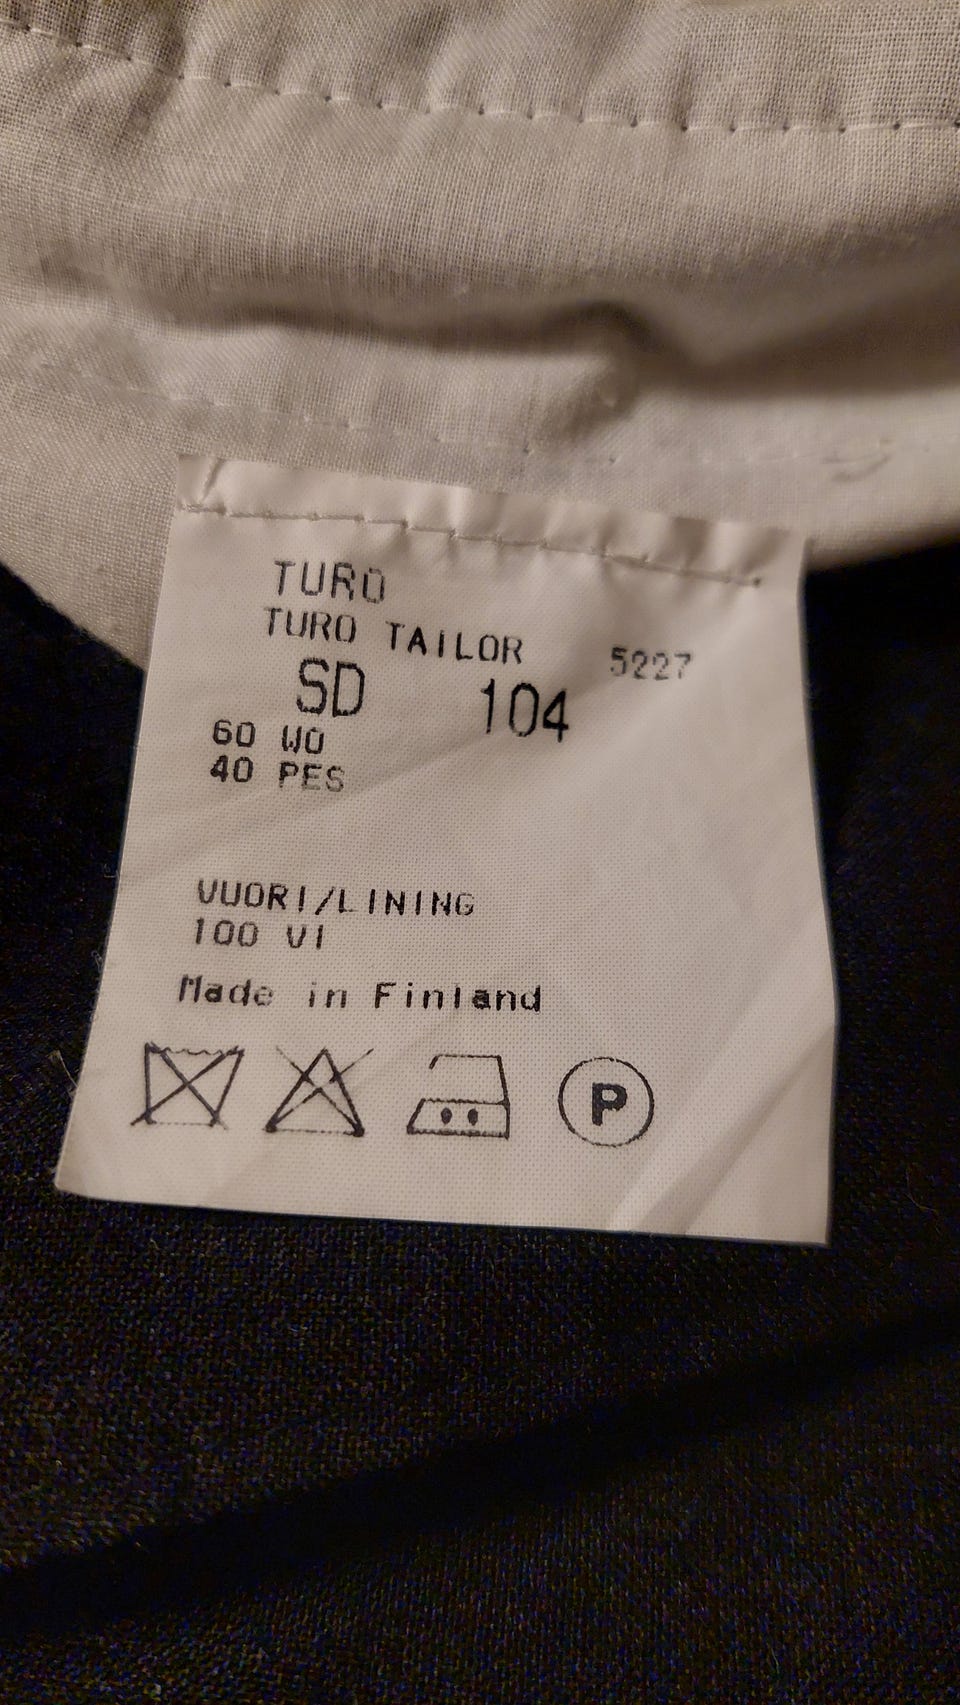 TURO
TURO TAILOR 5227
SD 104
60 WO
40 PES
VUORI/LINING
100 VI
Made in Finland
P